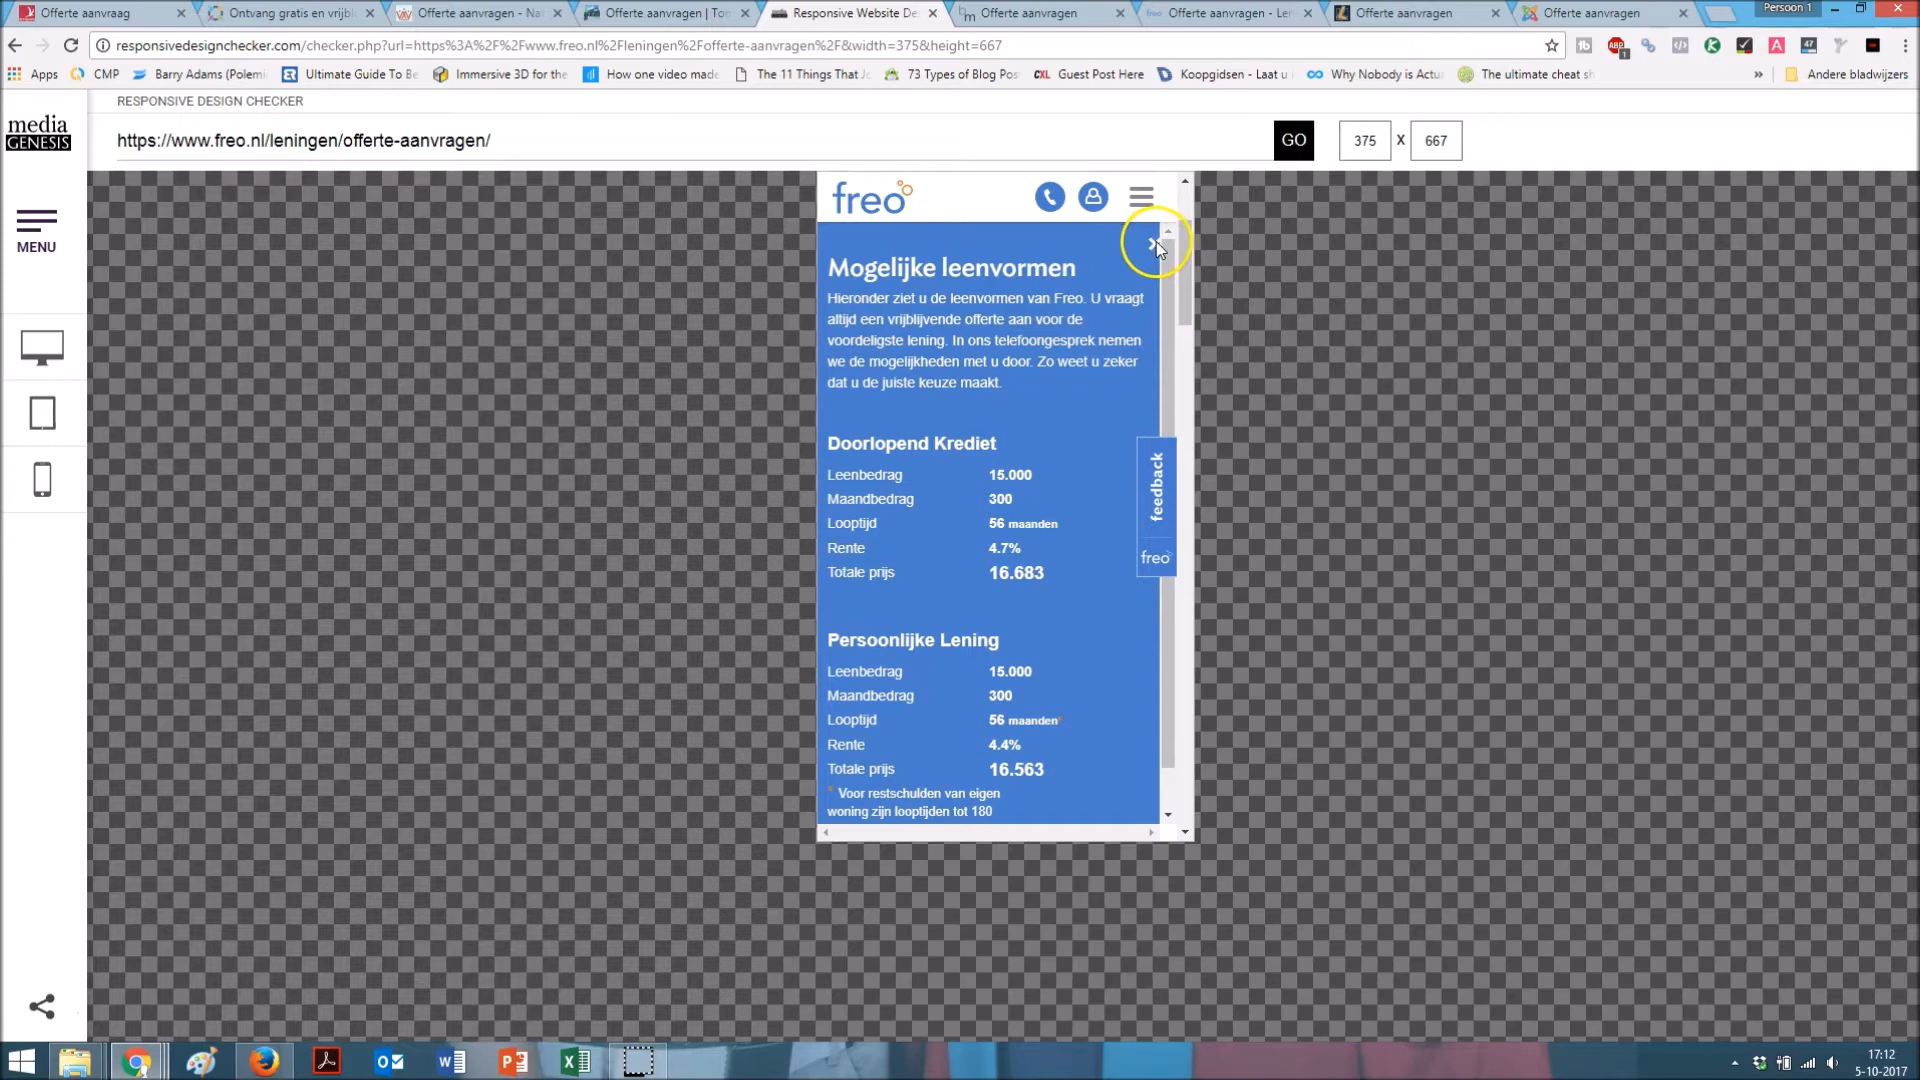 Offerte aanvraag
Ontvang gratis en vrijbl
Offerte aanvragen - Na
Offerte aanvragen | Ton
Responsive Website De
Offerte aanvragen
Offerte aanvragen - Len
Offerte aanvragen
Offerte aanvragen
Persoon 1
responsivedesignchecker.com/checker.php?url=https%3A%2F%2Fwww.freo.nl%2Fleningen%2Fofferte-aanvragen%2F&width=375&height=667
Apps
CMP
Barry Adams (Polemi
Ultimate Guide To Be
Immersive 3D for the
How one video made
The 11 Things That Jo
73 Types of Blog Pos
CXL Guest Post Here
Koopgidsen - Laat u
Why Nobody is Actua
The ultimate cheat sh
Andere bladwijzers
RESPONSIVE DESIGN CHECKER
media
GENESIS
https://www.freo.nl/leningen/offerte-aanvragen/
GO
375 X 667
MENU
freo
Mogelijke leenvormen
Hieronder ziet u de leenvormen van Freo. U vraagt
altijd een vrijblijvende offerte aan voor de
voordeligste lening. In ons telefoongesprek nemen
we de mogelijkheden met u door. Zo weet u zeker
dat u de juiste keuze maakt.
Doorlopend Krediet
Leenbedrag 15.000
Maandbedrag 300
Looptijd 56 maanden
Rente 4.7%
Totale prijs 16.683
feedback
freo
Persoonlijke Lening
Leenbedrag 15.000
Maandbedrag 300
Looptijd 56 maanden*
Rente 4.4%
Totale prijs 16.563
* Voor restschulden van eigen
woning zijn looptijden tot 180
17:12
5-10-2017